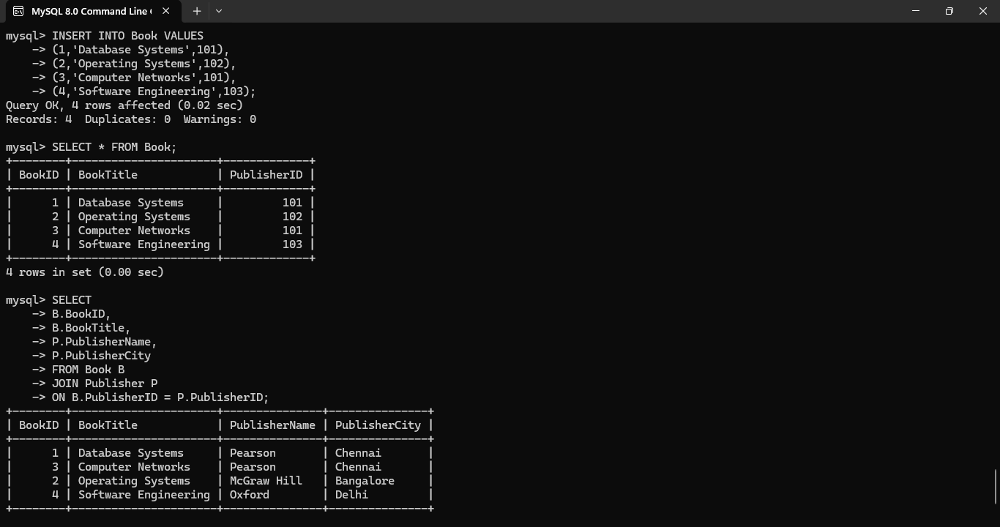 MySQL 8.0 Command Line (
mysql> INSERT INTO Book VALUES
    -> (1,'Database Systems',101),
    -> (2,'Operating Systems',102),
    -> (3,'Computer Networks',101),
    -> (4,'Software Engineering',103);
Query OK, 4 rows affected (0.02 sec)
Records: 4  Duplicates: 0  Warnings: 0
mysql> SELECT * FROM Book;
+--------+----------------------+-------------+
| BookID | BookTitle            | PublisherID |
+--------+----------------------+-------------+
|      1 | Database Systems     |         101 |
|      2 | Operating Systems    |         102 |
|      3 | Computer Networks    |         101 |
|      4 | Software Engineering |         103 |
+--------+----------------------+-------------+
4 rows in set (0.00 sec)
mysql> SELECT
    -> B.BookID,
    -> B.BookTitle,
    -> P.PublisherName,
    -> P.PublisherCity
    -> FROM Book B
    -> JOIN Publisher P
    -> ON B.PublisherID = P.PublisherID;
+--------+----------------------+---------------+---------------+
| BookID | BookTitle            | PublisherName | PublisherCity |
+--------+----------------------+---------------+---------------+
|      1 | Database Systems     | Pearson       | Chennai       |
|      3 | Computer Networks    | Pearson       | Chennai       |
|      2 | Operating Systems    | McGraw Hill   | Bangalore     |
|      4 | Software Engineering | Oxford        | Delhi         |
+--------+----------------------+---------------+---------------+